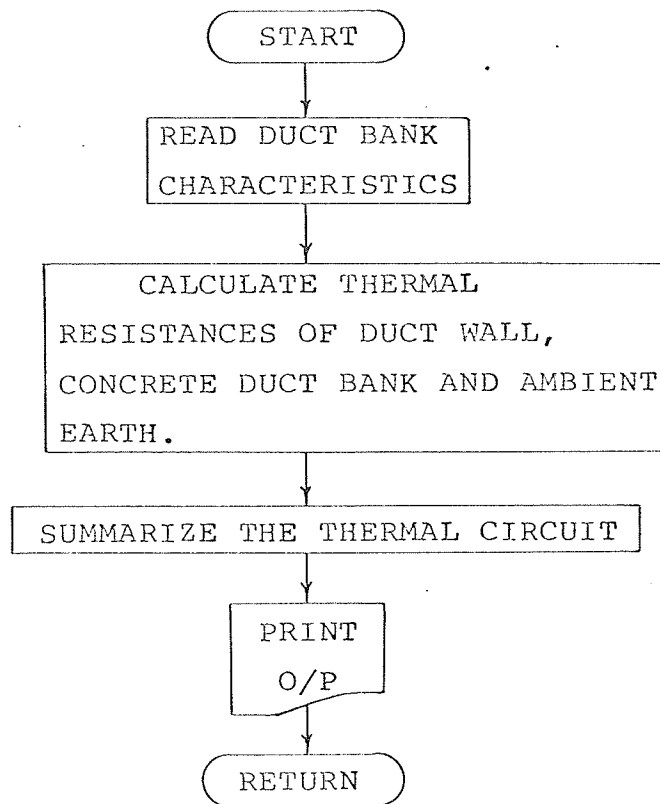 START
READ DUCT BANK
CHARACTERISTICS
CALCULATE THERMAL
RESISTANCES OF DUCT WALL,
CONCRETE DUCT BANK AND AMBIENT
EARTH.
SUMMARIZE THE THERMAL CIRCUIT
PRINT
O/P
RETURN